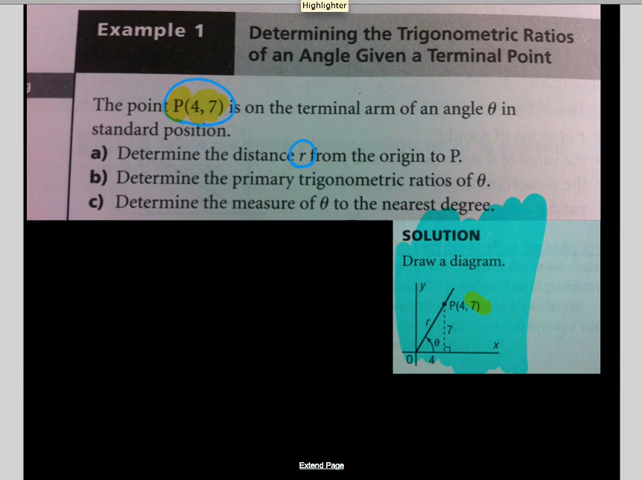 Highlighter
Example 1
Determining the Trigonometric Ratios
of an Angle Given a Terminal Point
The point P(4, 7) is on the terminal arm of an angle θ in
standard position.
a) Determine the distance r from the origin to P.
b) Determine the primary trigonometric ratios of θ.
c) Determine the measure of θ to the nearest degree.
SOLUTION
Draw a diagram.
y
P(4, 7)
r
7
θ
x
0
4
Extend Page